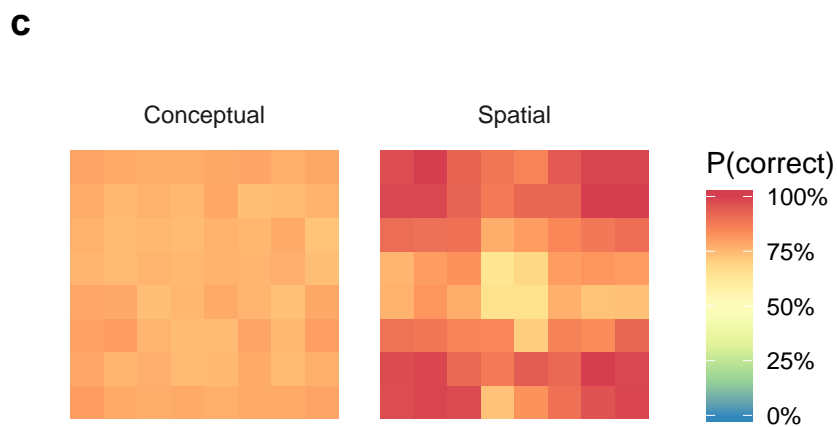 c
Conceptual
Spatial
P(correct)
100%
75%
50%
25%
0%